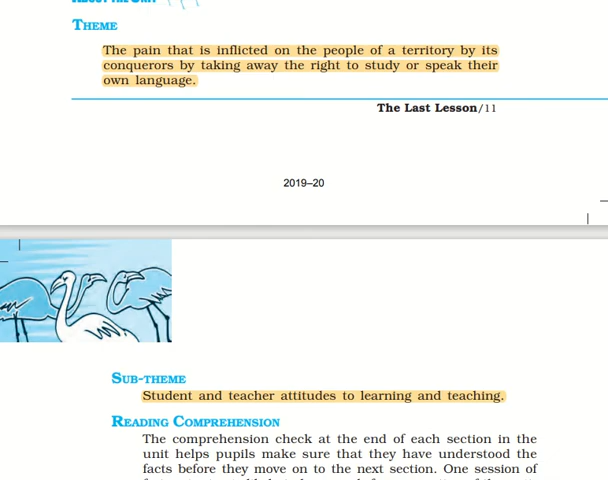 ABOUT THE UNIT
THEME
The pain that is inflicted on the people of a territory by its
conquerors by taking away the right to study or speak their
own language.
The Last Lesson/11
2019–20
SUB-THEME
Student and teacher attitudes to learning and teaching.
READING COMPREHENSION
The comprehension check at the end of each section in the
unit helps pupils make sure that they have understood the
facts before they move on to the next section. One session of